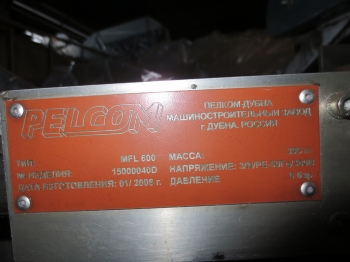 PELCOM
ПЕЛКОМ-ДУБНА
МАШИНОСТРОИТЕЛЬНЫЙ ЗАВОД
г. ДУБНА, РОССИЯ
ТИП: MFL 600 МАССА:
№ ИЗДЕЛИЯ: 15000040D НАПРЯЖЕНИЕ:
ДАТА ИЗГОТОВЛЕНИЯ: 01/ 2006 г. ДАВЛЕНИЕ